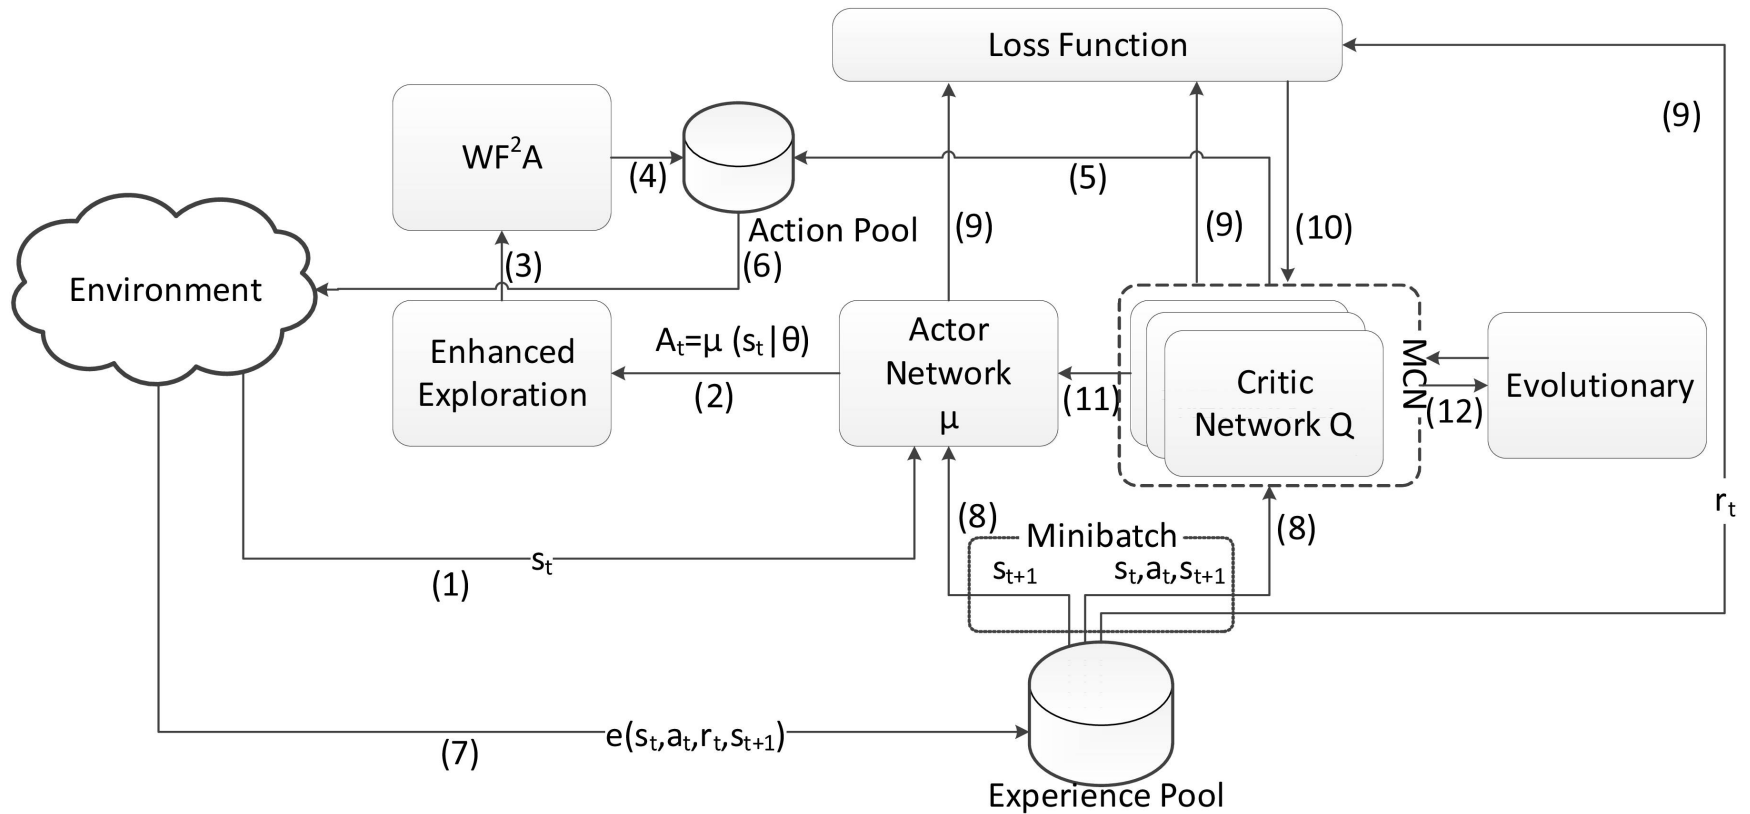 Loss Function
(9)
WF²A
(4)
(5)
Action Pool
(9)
(9)
(10)
(3)
(6)
Environment
Enhanced
Exploration
Aₜ=μ (sₜ|θ)
(2)
Actor
Network
μ
(11)
Critic
Network Q
MCN
(12)
Evolutionary
rₜ
(8)
Minibatch
(8)
sₜ₊₁
sₜ,aₜ,sₜ₊₁
sₜ
(1)
e(sₜ,aₜ,rₜ,sₜ₊₁)
(7)
Experience Pool